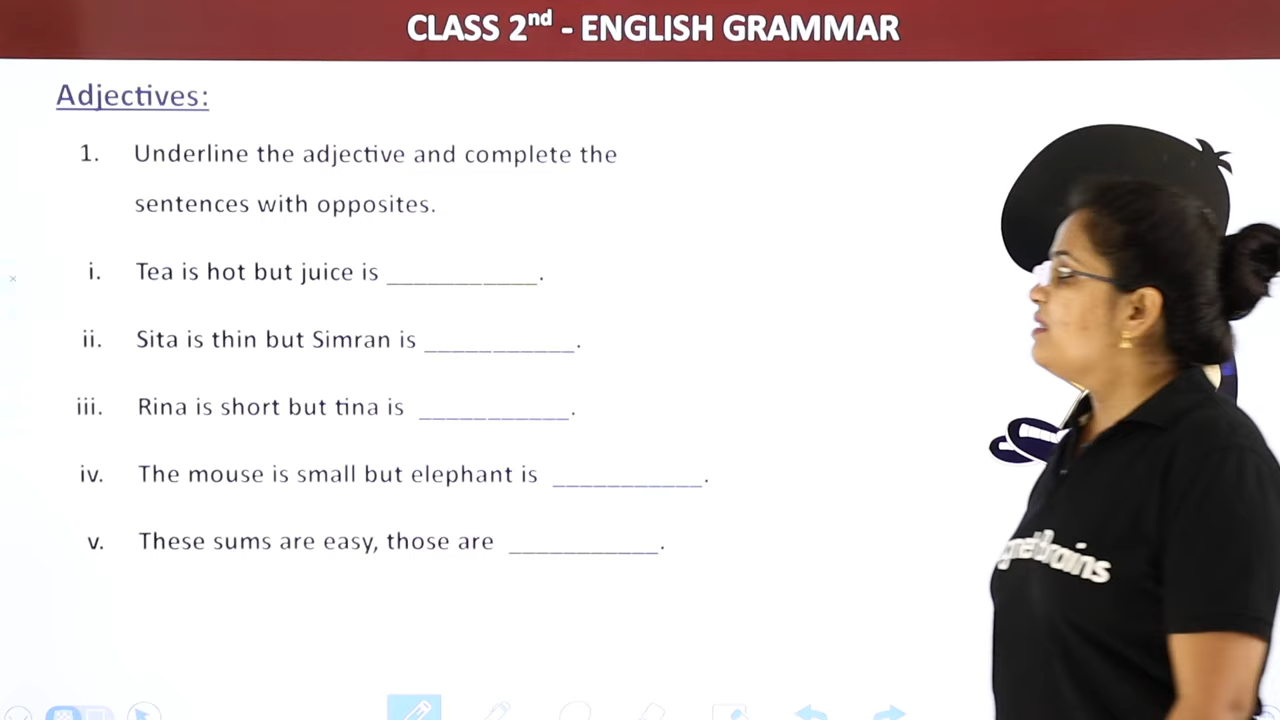 CLASS 2nd - ENGLISH GRAMMAR
Adjectives:
1. Underline the adjective and complete the
sentences with opposites.
i. Tea is hot but juice is ___________.
ii. Sita is thin but Simran is ___________.
iii. Rina is short but tina is ___________.
iv. The mouse is small but elephant is ___________.
v. These sums are easy, those are ___________.